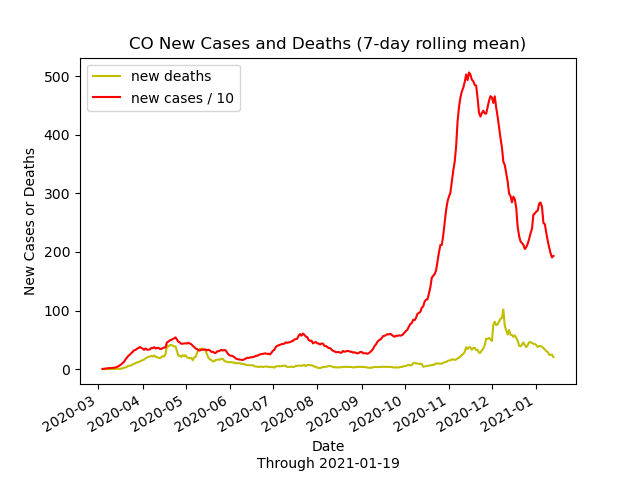 CO New Cases and Deaths (7-day rolling mean)
new deaths
new cases / 10
New Cases or Deaths
500
400
300
200
100
0
2020-03
2020-04
2020-05
2020-06
2020-07
2020-08
2020-09
2020-10
2020-11
2020-12
2021-01
Date
Through 2021-01-19